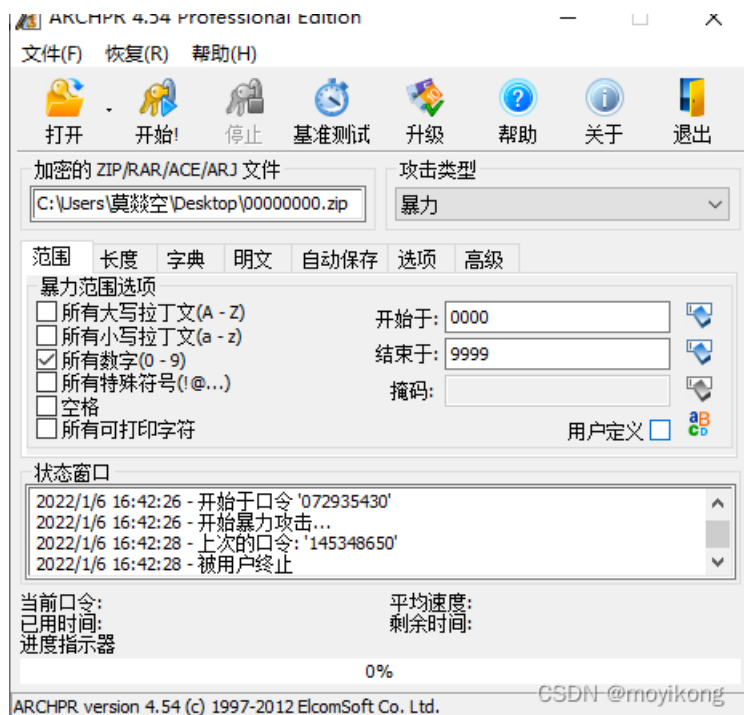 ARCHPR 4.54 Professional Edition
文件(F) 恢复(R) 帮助(H)
打开 开始! 停止 基准测试 升级 帮助 关于 退出
加密的 ZIP/RAR/ACE/ARJ 文件 攻击类型
C:\Users\莫燚空\Desktop\00000000.zip 暴力
范围 长度 字典 明文 自动保存 选项 高级
暴力范围选项
所有大写拉丁文(A - Z) 开始于: 0000
所有小写拉丁文(a - z)
所有数字(0 - 9) 结束于: 9999
所有特殊符号(!@...) 掩码:
空格
所有可打印字符 用户定义
状态窗口
2022/1/6 16:42:26 - 开始于口令 '072935430'
2022/1/6 16:42:26 - 开始暴力攻击...
2022/1/6 16:42:28 - 上次的口令: '145348650'
2022/1/6 16:42:28 - 被用户终止
当前口令: 平均速度:
已用时间: 剩余时间:
进度指示器
0%
CSDN @moyikong
ARCHPR version 4.54 (c) 1997-2012 ElcomSoft Co. Ltd.